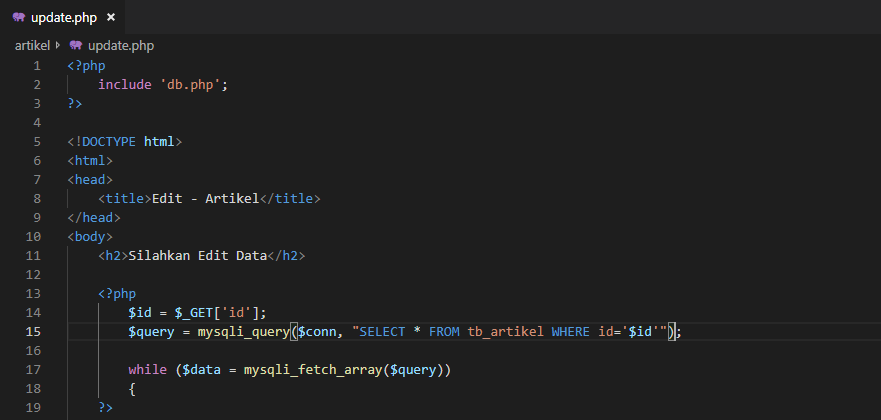 update.php ×
artikel update.php
1 <?php
2 include 'db.php';
3 ?>
4
5 <!DOCTYPE html>
6 <html>
7 <head>
8 <title>Edit - Artikel</title>
9 </head>
10 <body>
11 <h2>Silahkan Edit Data</h2>
12
13 <?php
14 $id = $_GET['id'];
15 $query = mysqli_query($conn, "SELECT * FROM tb_artikel WHERE id='$id'");
16
17 while ($data = mysqli_fetch_array($query))
18 {
19 ?>